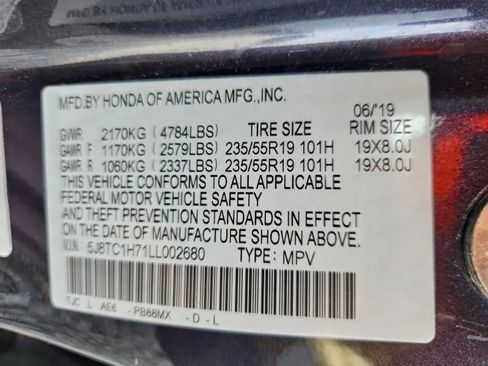 MFD.BY HONDA OF AMERICA MFG.,INC. 06/'19
GVWR 2170KG (4784LBS) TIRE SIZE RIM SIZE
GAWR F 1170KG (2579LBS) 235/55R19 101H 19X8.0J
GAWR R 1060KG (2337LBS) 235/55R19 101H 19X8.0J
THIS VEHICLE CONFORMS TO ALL APPLICABLE
FEDERAL MOTOR VEHICLE SAFETY
AND BUMPER STANDARDS IN EFFECT
ON THE DATE OF MANUFACTURE SHOWN ABOVE.
V.I.N: 5J8TC1H71LL002680 TYPE: MPV
TJC L AE6 -PB88MX -D-L